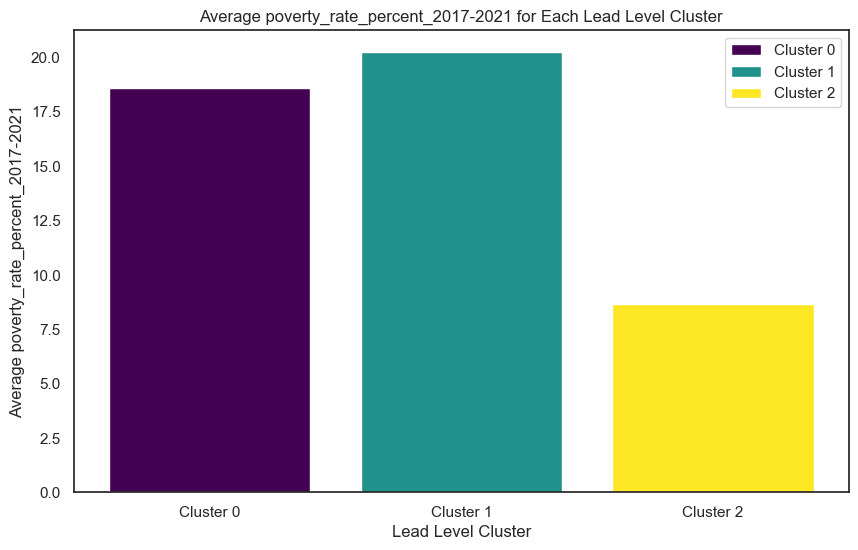 Average poverty_rate_percent_2017-2021 for Each Lead Level Cluster
Cluster 0
Cluster 1
Cluster 2
Average poverty_rate_percent_2017-2021
20.0
17.5
15.0
12.5
10.0
7.5
5.0
2.5
0.0
Cluster 0 Cluster 1 Cluster 2
Lead Level Cluster